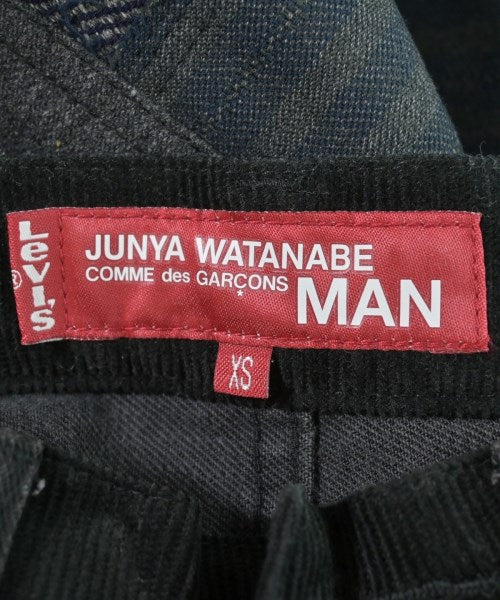 Levi's
®
JUNYA WATANABE
COMME des GARÇONS
*
MAN
XS